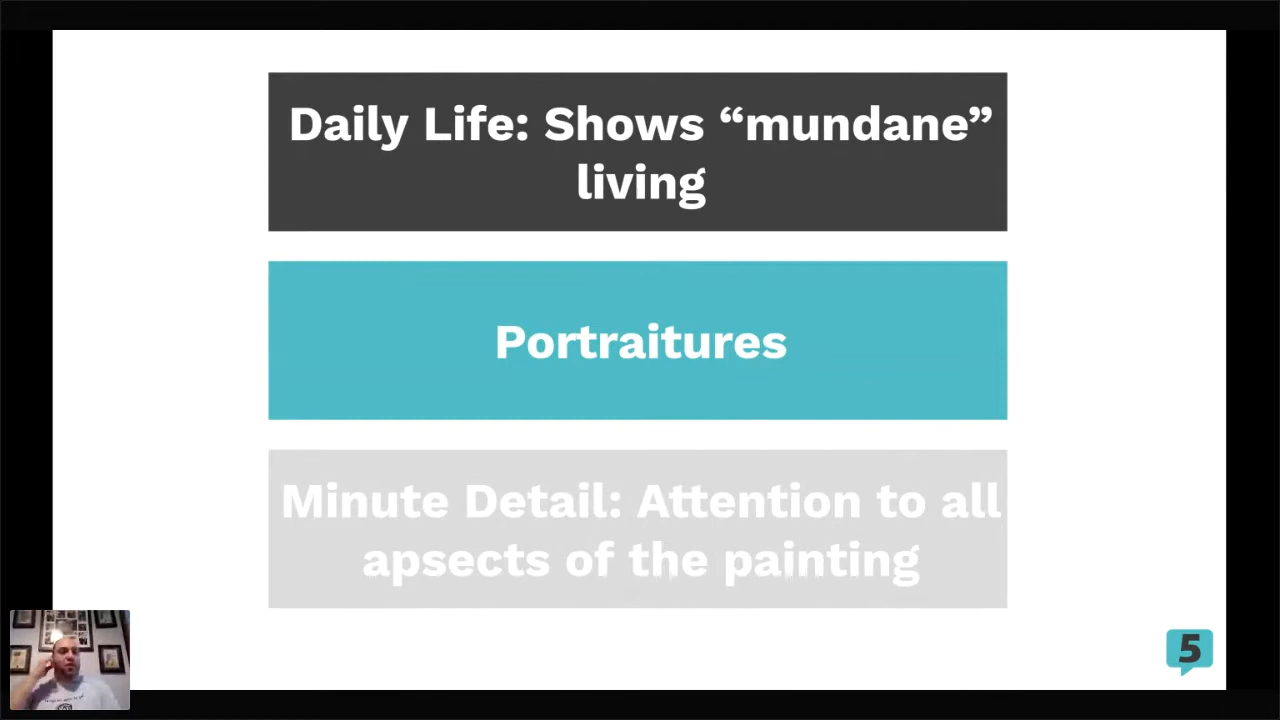 Daily Life: Shows “mundane”
living
Portraitures
Minute Detail: Attention to all
apsects of the painting
5